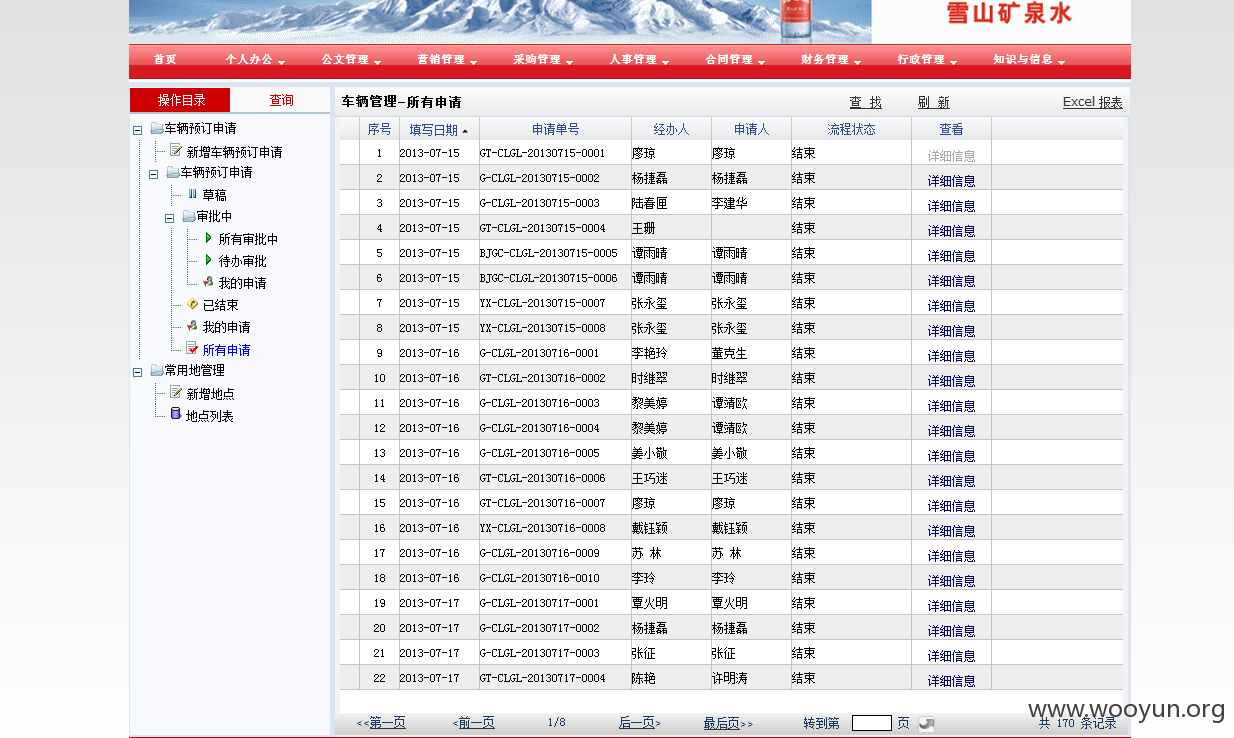 雪山矿泉水
首页 个人办公 公文管理 营销管理 采购管理 人事管理 合同管理 财务管理 行政管理 知识与信息
操作目录 查询
车辆管理-所有申请 查 找 刷 新 Excel 报表
车辆预订申请
新增车辆预订申请
车辆预订申请
草稿
审批中
所有审批中
待办审批
我的申请
已结束
我的申请
所有申请
常用地管理
新增地点
地点列表
序号 填写日期 申请单号 经办人 申请人 流程状态 查看
1 2013-07-15 GT-CLGL-20130715-0001 廖琼 廖琼 结束 详细信息
2 2013-07-15 G-CLGL-20130715-0002 杨捷磊 杨捷磊 结束 详细信息
3 2013-07-15 G-CLGL-20130715-0003 陆春匣 李建华 结束 详细信息
4 2013-07-15 GT-CLGL-20130715-0004 王珊 结束 详细信息
5 2013-07-15 BJGC-CLGL-20130715-0005 谭雨晴 谭雨晴 结束 详细信息
6 2013-07-15 BJGC-CLGL-20130715-0006 谭雨晴 谭雨晴 结束 详细信息
7 2013-07-15 YX-CLGL-20130715-0007 张永玺 张永玺 结束 详细信息
8 2013-07-15 YX-CLGL-20130715-0008 张永玺 张永玺 结束 详细信息
9 2013-07-16 G-CLGL-20130716-0001 李艳玲 董克生 结束 详细信息
10 2013-07-16 GT-CLGL-20130716-0002 时继翠 时继翠 结束 详细信息
11 2013-07-16 G-CLGL-20130716-0003 黎美婷 谭靖欧 结束 详细信息
12 2013-07-16 G-CLGL-20130716-0004 黎美婷 谭靖欧 结束 详细信息
13 2013-07-16 G-CLGL-20130716-0005 姜小敬 姜小敬 结束 详细信息
14 2013-07-16 GT-CLGL-20130716-0006 王巧迷 王巧迷 结束 详细信息
15 2013-07-16 GT-CLGL-20130716-0007 廖琼 廖琼 结束 详细信息
16 2013-07-16 YX-CLGL-20130716-0008 戴钰颖 戴钰颖 结束 详细信息
17 2013-07-16 G-CLGL-20130716-0009 苏 林 苏 林 结束 详细信息
18 2013-07-16 G-CLGL-20130716-0010 李玲 李玲 结束 详细信息
19 2013-07-17 G-CLGL-20130717-0001 覃火明 覃火明 结束 详细信息
20 2013-07-17 G-CLGL-20130717-0002 杨捷磊 杨捷磊 结束 详细信息
21 2013-07-17 G-CLGL-20130717-0003 张征 张征 结束 详细信息
22 2013-07-17 GT-CLGL-20130717-0004 陈艳 许明涛 结束 详细信息
<<第一页 <前一页 1/8 后一页> 最后页>> 转到第 页 共 170 条记录
www.wooyun.org